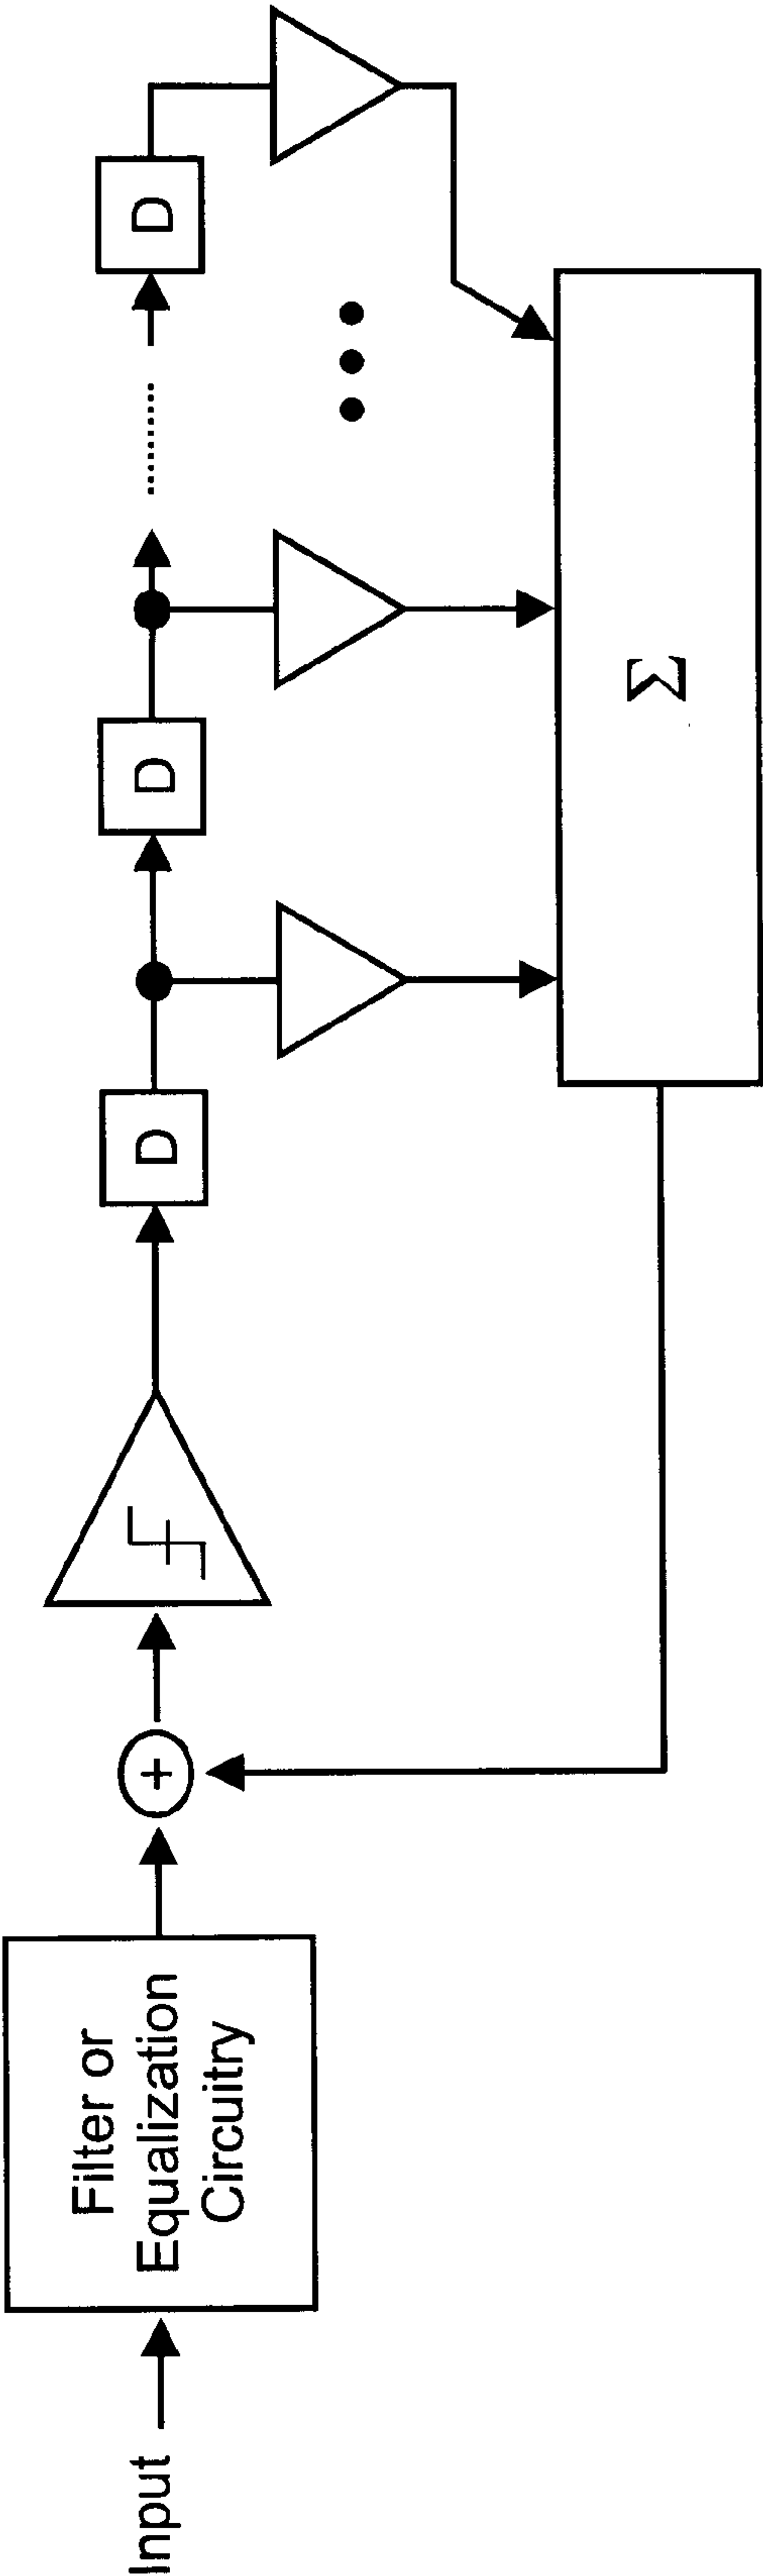 Input
Filter or
Equalization
Circuitry
+
D
D
D
Σ